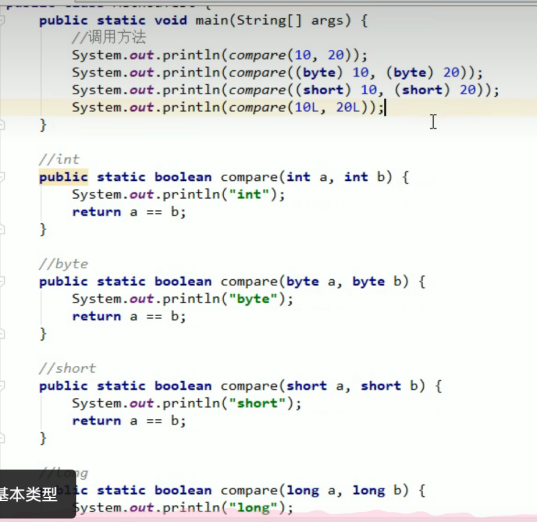 public static void main(String[] args) {
//调用方法
System.out.println(compare(10, 20));
System.out.println(compare((byte) 10, (byte) 20));
System.out.println(compare((short) 10, (short) 20));
System.out.println(compare(10L, 20L));
}
//int
public static boolean compare(int a, int b) {
System.out.println("int");
return a == b;
}
//byte
public static boolean compare(byte a, byte b) {
System.out.println("byte");
return a == b;
}
//short
public static boolean compare(short a, short b) {
System.out.println("short");
return a == b;
}
//long
public static boolean compare(long a, long b) {
基本类型
System.out.println("long");